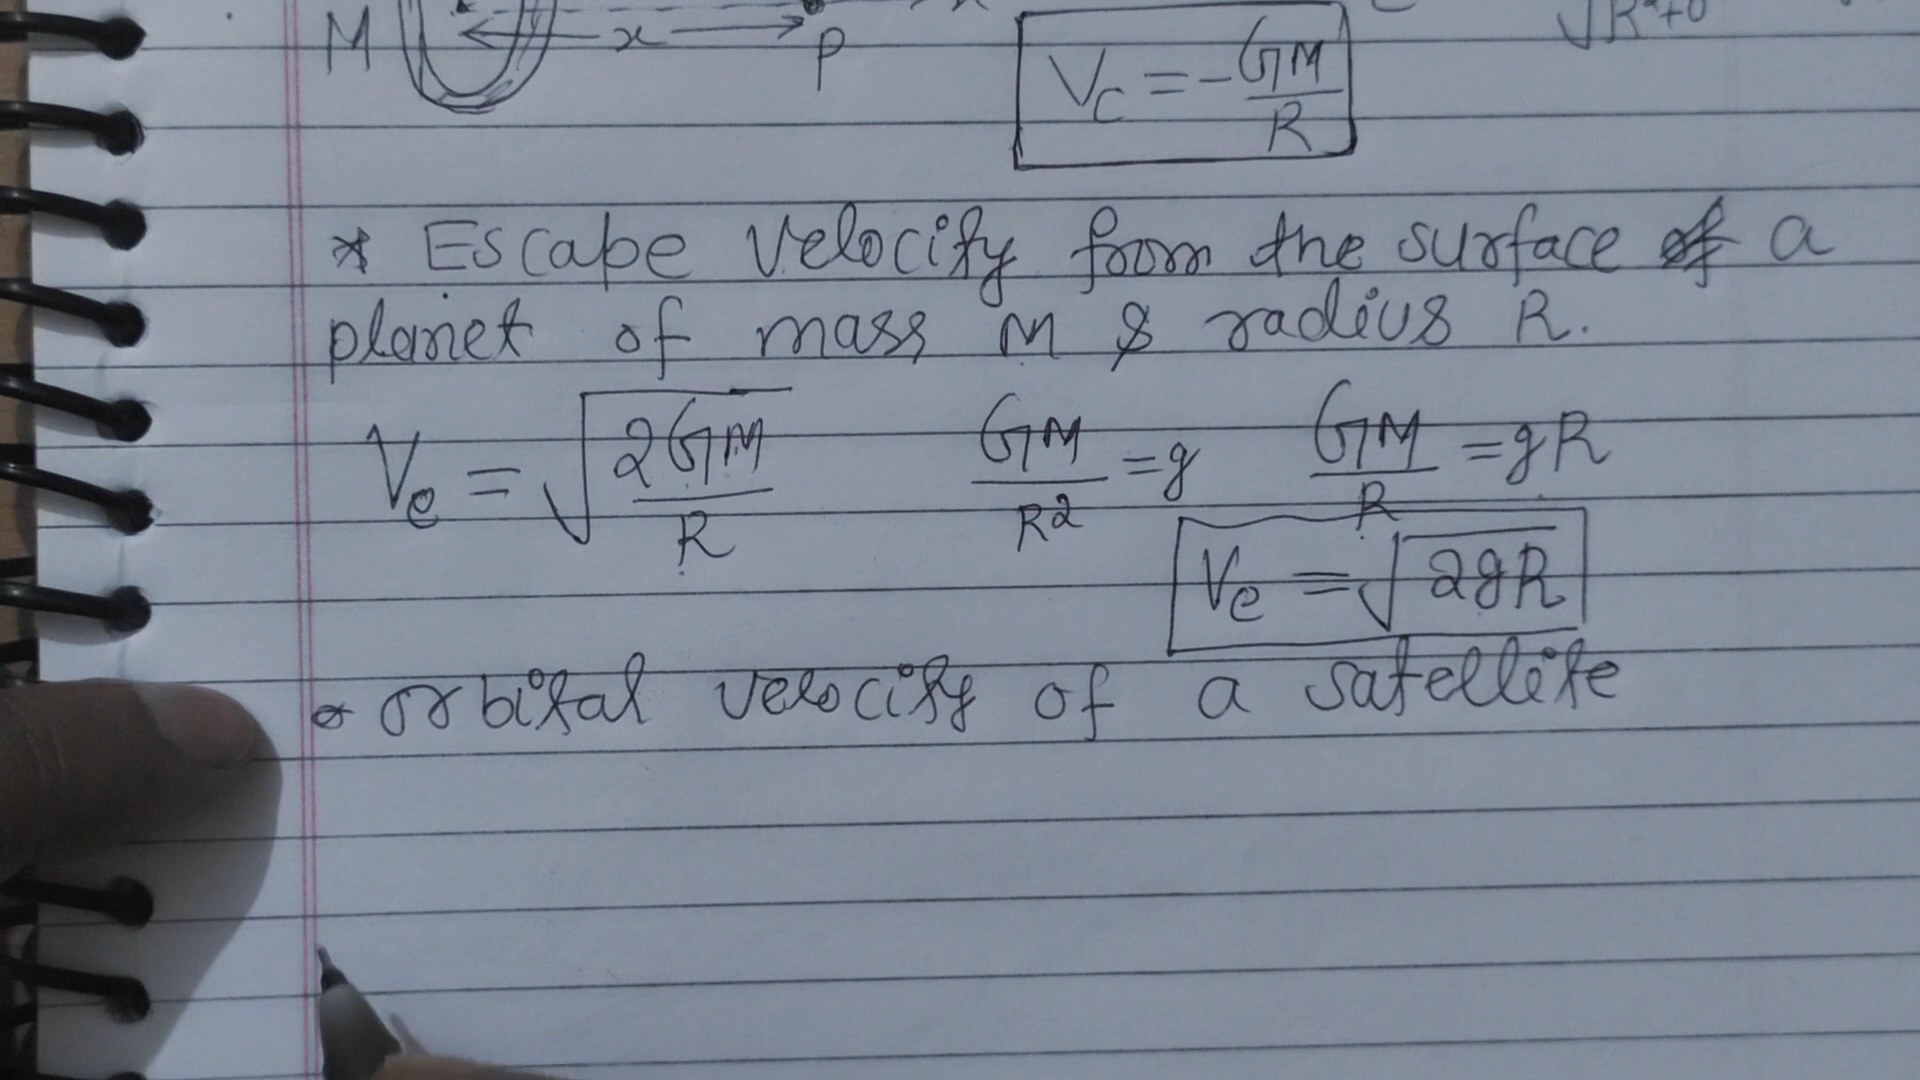 M x P
V_C = -GM/R
* Escape velocity from the surface of a
planet of mass M & radius R.
V_e = √(2GM/R) GM/R² = g GM/R = gR
V_e = √(2gR)
* orbital velocity of a satellite